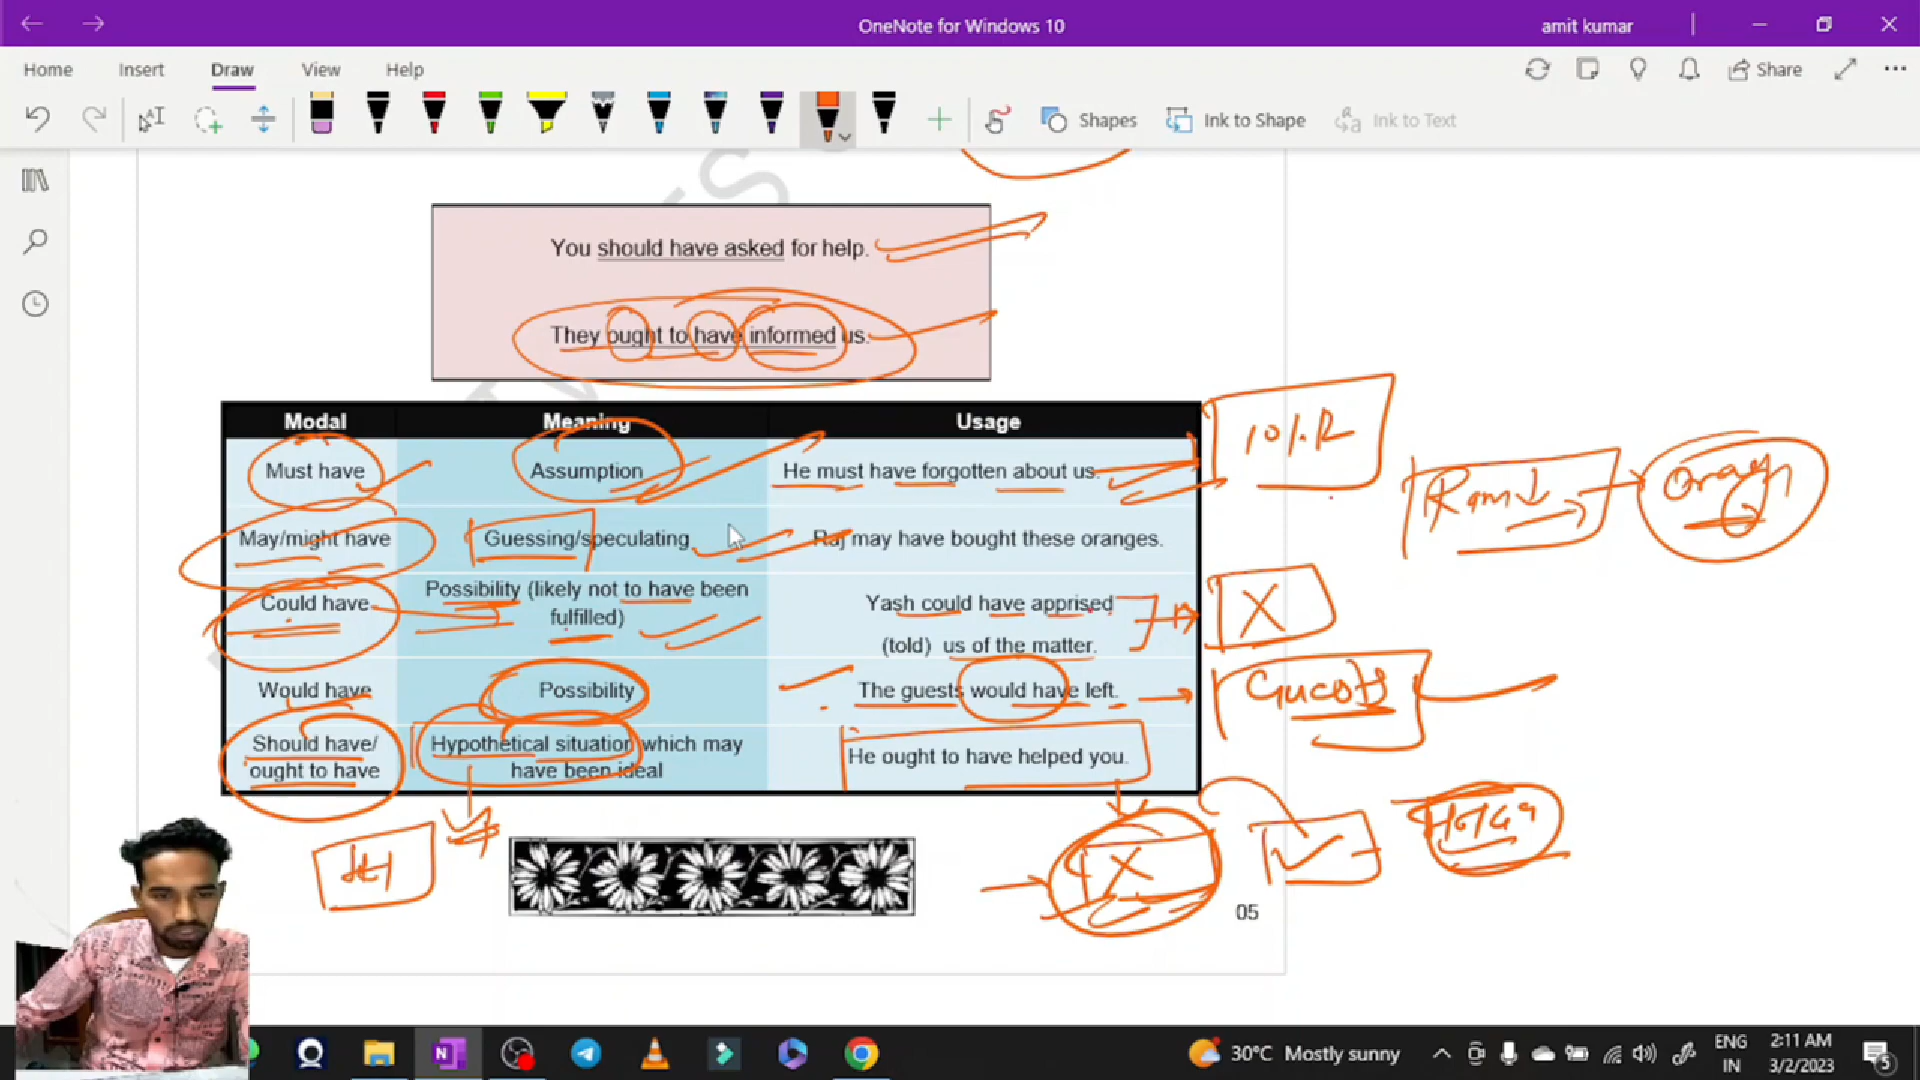 OneNote for Windows 10
amit kumar
Home Insert Draw View Help
Share
Shapes Ink to Shape Ink to Text
You should have asked for help.
They ought to have informed us.
Modal Meaning Usage
Must have Assumption He must have forgotten about us.
May/might have Guessing/speculating Raj may have bought these oranges.
Could have Possibility (likely not to have been fulfilled) Yash could have apprised (told) us of the matter.
Would have Possibility The guests would have left.
Should have/ ought to have Hypothetical situation which may have been ideal He ought to have helped you.
X
Guests
X
05
30°C Mostly sunny
ENG
IN
2:11 AM
3/2/2023
5